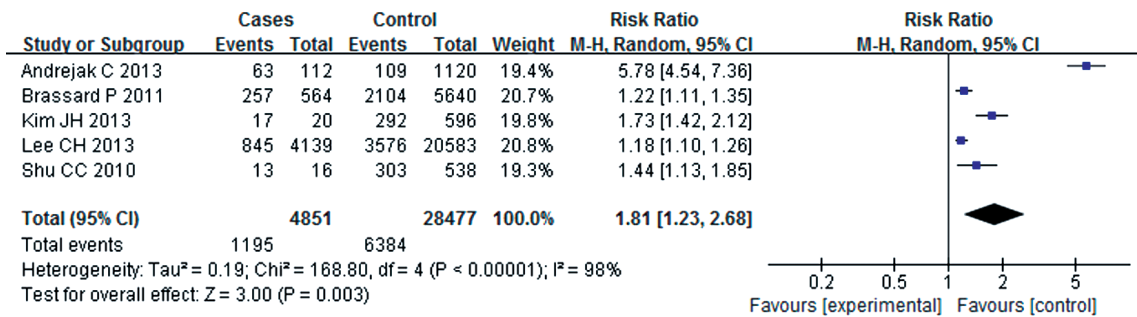 Cases Control Risk Ratio Risk Ratio
Study or Subgroup Events Total Events Total Weight M-H, Random, 95% CI M-H, Random, 95% CI
Andrejak C 2013 63 112 109 1120 19.4% 5.78 [4.54, 7.36]
Brassard P 2011 257 564 2104 5640 20.7% 1.22 [1.11, 1.35]
Kim JH 2013 17 20 292 596 19.8% 1.73 [1.42, 2.12]
Lee CH 2013 845 4139 3576 20583 20.8% 1.18 [1.10, 1.26]
Shu CC 2010 13 16 303 538 19.3% 1.44 [1.13, 1.85]
Total (95% CI) 4851 28477 100.0% 1.81 [1.23, 2.68]
Total events 1195 6384
Heterogeneity: Tau² = 0.19; Chi² = 168.80, df = 4 (P < 0.00001); I² = 98%
Test for overall effect: Z = 3.00 (P = 0.003)
0.2 0.5 1 2 5
Favours [experimental] Favours [control]